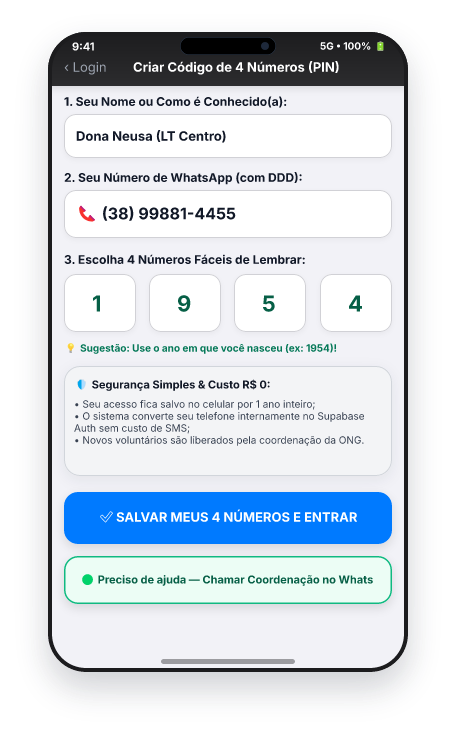 9:41
5G • 100%
‹ Login
Criar Código de 4 Números (PIN)
1. Seu Nome ou Como é Conhecido(a):
Dona Neusa (LT Centro)
2. Seu Número de WhatsApp (com DDD):
(38) 99881-4455
3. Escolha 4 Números Fáceis de Lembrar:
1 9 5 4
Sugestão: Use o ano em que você nasceu (ex: 1954)!
Segurança Simples & Custo R$ 0:
• Seu acesso fica salvo no celular por 1 ano inteiro;
• O sistema converte seu telefone internamente no Supabase
Auth sem custo de SMS;
• Novos voluntários são liberados pela coordenação da ONG.
SALVAR MEUS 4 NÚMEROS E ENTRAR
Preciso de ajuda — Chamar Coordenação no Whats